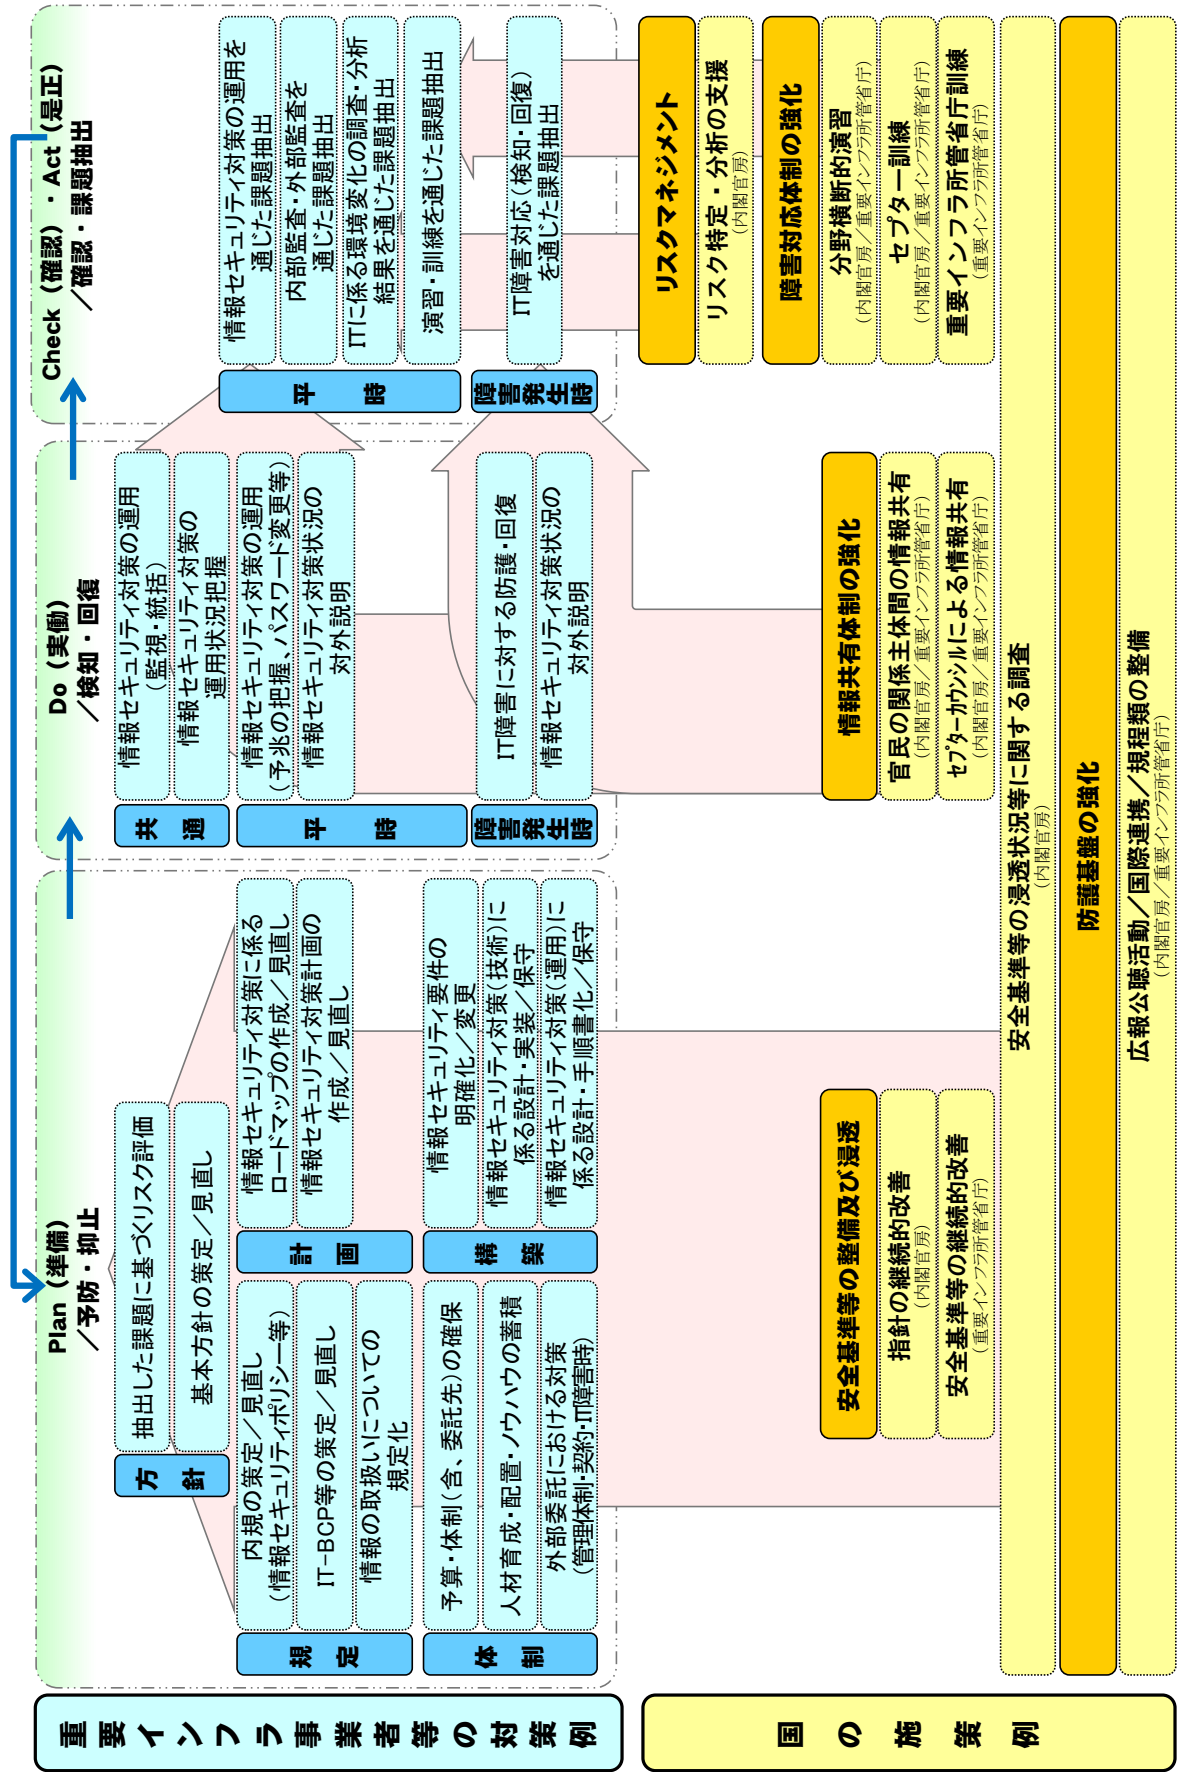 重要インフラ事業者等の対策例
Plan（準備）
／予防・抑止
方針
抽出した課題に基づくリスク評価
基本方針の策定／見直し
規定
内規の策定／見直し
（情報セキュリティポリシー等）
IT-BCP等の策定／見直し
情報の取扱いについての
規定化
計画
情報セキュリティ対策に係る
ロードマップの作成／見直し
情報セキュリティ対策計画の
作成／見直し
体制
予算・体制（含、委託先）の確保
人材育成・配置・ノウハウの蓄積
外部委託における対策
（管理体制・契約・IT障害時）
構築
情報セキュリティ要件の
明確化／変更
情報セキュリティ対策（技術）に
係る設計・実装／保守
情報セキュリティ対策（運用）に
係る設計・手順書化／保守
Do（実働）
／検知・回復
共通
情報セキュリティ対策の運用
（監視・統括）
情報セキュリティ対策の
運用状況把握
平時
情報セキュリティ対策の運用
（予兆の把握、パスワード変更等）
情報セキュリティ対策状況の
対外説明
障害発生時
IT障害に対する防護・回復
情報セキュリティ対策状況の
対外説明
Check（確認）・Act（是正）
／確認・課題抽出
平時
情報セキュリティ対策の運用を
通じた課題抽出
内部監査・外部監査を
通じた課題抽出
ITに係る環境変化の調査・分析
結果を通じた課題抽出
演習・訓練を通じた課題抽出
障害発生時
IT障害対応（検知・回復）
を通じた課題抽出
国の施策例
安全基準等の整備及び浸透
指針の継続的改善
（内閣官房）
安全基準等の継続的改善
（重要インフラ所管省庁）
情報共有体制の強化
官民の関係主体間の情報共有
（内閣官房／重要インフラ所管省庁）
セプターカウンシルによる情報共有
（内閣官房／重要インフラ所管省庁）
リスクマネジメント
リスク特定・分析の支援
（内閣官房）
障害対応体制の強化
分野横断的演習
（内閣官房／重要インフラ所管省庁）
セプター訓練
（内閣官房／重要インフラ所管省庁）
重要インフラ所管省庁訓練
（重要インフラ所管省庁）
安全基準等の浸透状況等に関する調査
（内閣官房）
防護基盤の強化
広報公聴活動／国際連携／規程類の整備
（内閣官房／重要インフラ所管省庁）